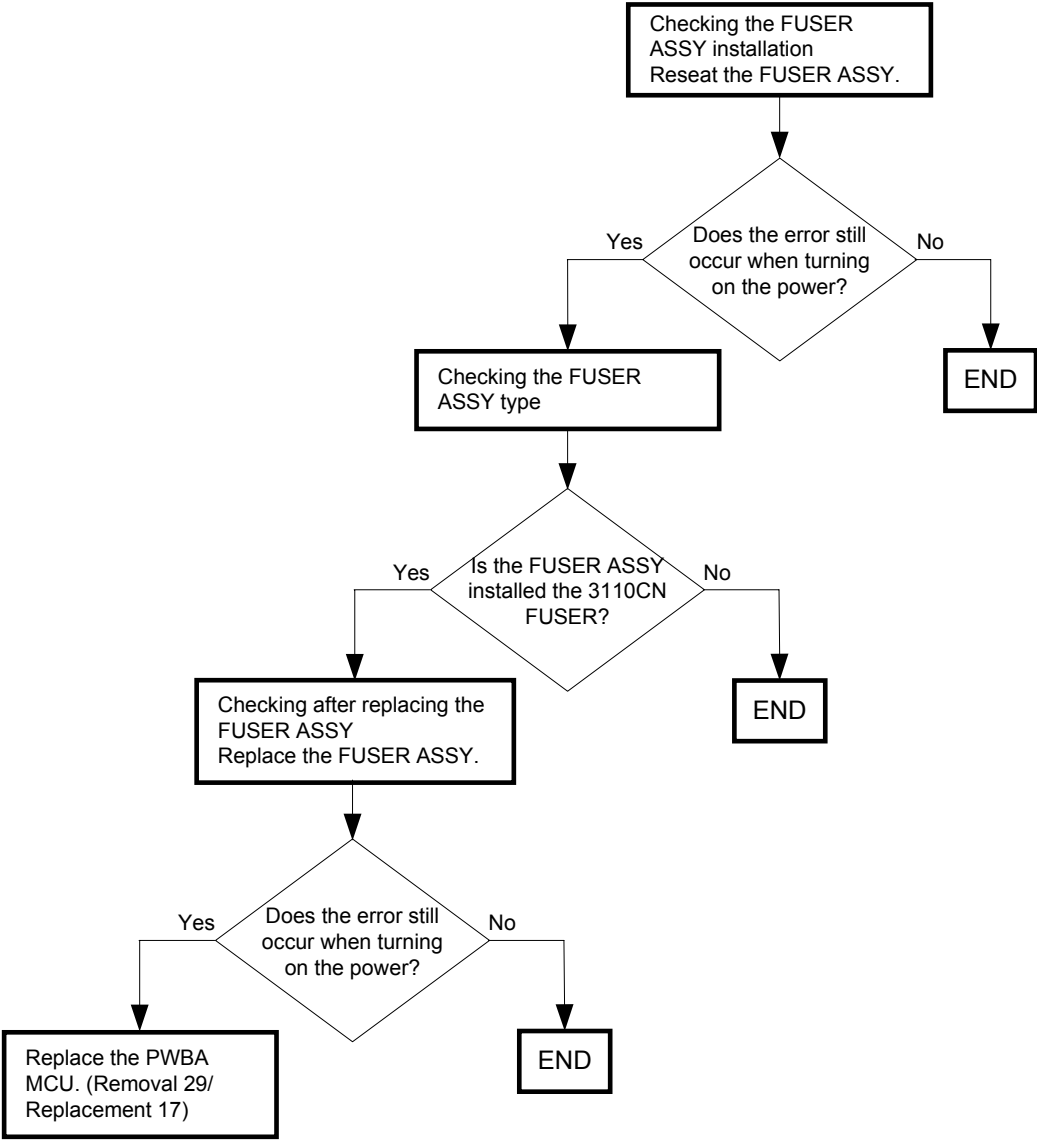 Checking the FUSER
ASSY installation
Reseat the FUSER ASSY.
Does the error still
occur when turning
on the power?
Yes
No
END
Checking the FUSER
ASSY type
Is the FUSER ASSY
installed the 3110CN
FUSER?
Yes
No
END
Checking after replacing the
FUSER ASSY
Replace the FUSER ASSY.
Does the error still
occur when turning
on the power?
Yes
No
END
Replace the PWBA
MCU. (Removal 29/
Replacement 17)